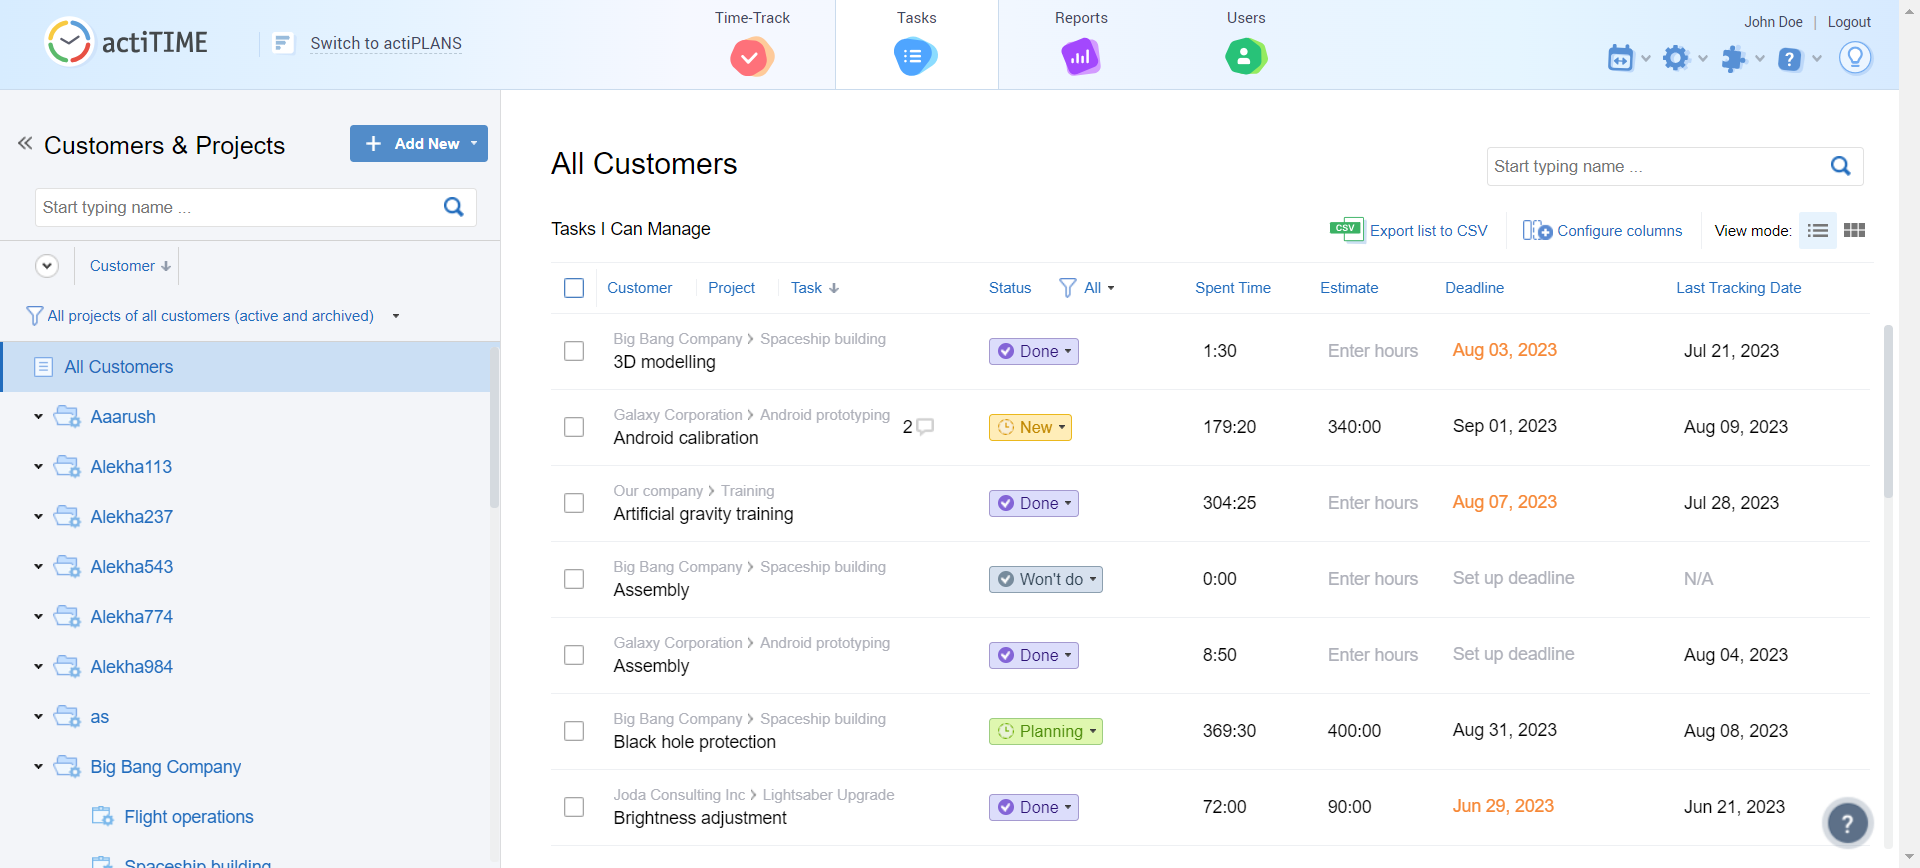 Time-Track
Tasks
Reports
Users
John Doe | Logout
actiTIME
Switch to actiPLANS
?
Customers & Projects
Add New
Start typing name ...
Customer
All projects of all customers (active and archived)
All Customers
Aaarush
Alekha113
Alekha237
Alekha543
Alekha774
Alekha984
as
Big Bang Company
Flight operations
Spaceship building
All Customers
Start typing name ...
Tasks I Can Manage
CSV Export list to CSV
Configure columns
View mode:
Customer Project Task Status All Spent Time Estimate Deadline Last Tracking Date
Big Bang Company > Spaceship building
3D modelling Done 1:30 Enter hours Aug 03, 2023 Jul 21, 2023
Galaxy Corporation > Android prototyping
Android calibration 2 New 179:20 340:00 Sep 01, 2023 Aug 09, 2023
Our company > Training
Artificial gravity training Done 304:25 Enter hours Aug 07, 2023 Jul 28, 2023
Big Bang Company > Spaceship building
Assembly Won't do 0:00 Enter hours Set up deadline N/A
Galaxy Corporation > Android prototyping
Assembly Done 8:50 Enter hours Set up deadline Aug 04, 2023
Big Bang Company > Spaceship building
Black hole protection Planning 369:30 400:00 Aug 31, 2023 Aug 08, 2023
Joda Consulting Inc > Lightsaber Upgrade
Brightness adjustment Done 72:00 90:00 Jun 29, 2023 Jun 21, 2023
?